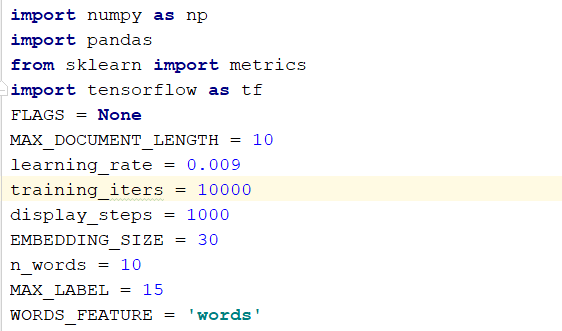 import numpy as np
import pandas
from sklearn import metrics
import tensorflow as tf
FLAGS = None
MAX_DOCUMENT_LENGTH = 10
learning_rate = 0.009
training_iters = 10000
display_steps = 1000
EMBEDDING_SIZE = 30
n_words = 10
MAX_LABEL = 15
WORDS_FEATURE = 'words'